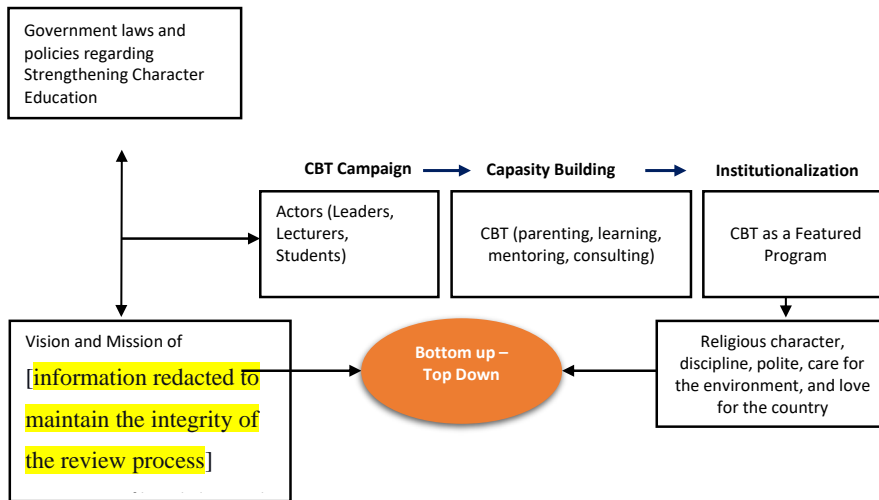 Government laws and
policies regarding
Strengthening Character
Education
CBT Campaign
Capasity Building
Institutionalization
Actors (Leaders,
Lecturers,
Students)
CBT (parenting, learning,
mentoring, consulting)
CBT as a Featured
Program
Vision and Mission of
[information redacted to
maintain the integrity of
the review process]
Bottom up –
Top Down
Religious character,
discipline, polite, care for
the environment, and love
for the country